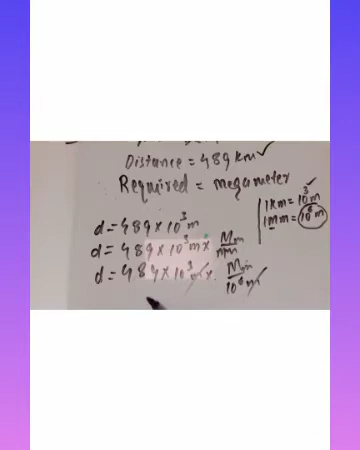 Distance = 489 km
Required = megameter
1km = 10³m
1mm = 10⁶m
d = 489 × 10³ m
d = 489 × 10³ m × Mm/mm
d = 489 × 10³ m × Mm/10⁶ m